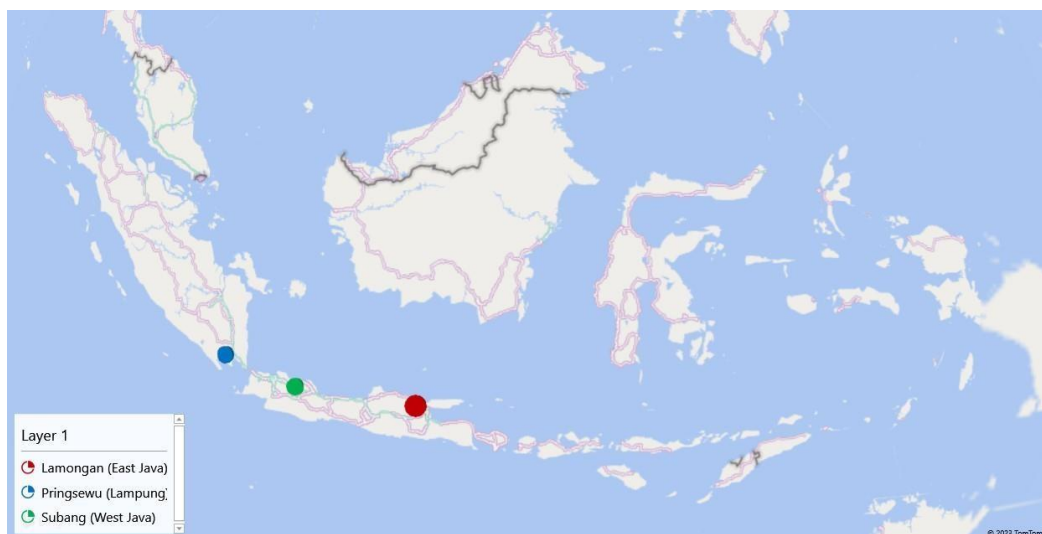 Layer 1
Lamongan (East Java)
Pringsewu (Lampung)
Subang (West Java)
© 2023 TomTom